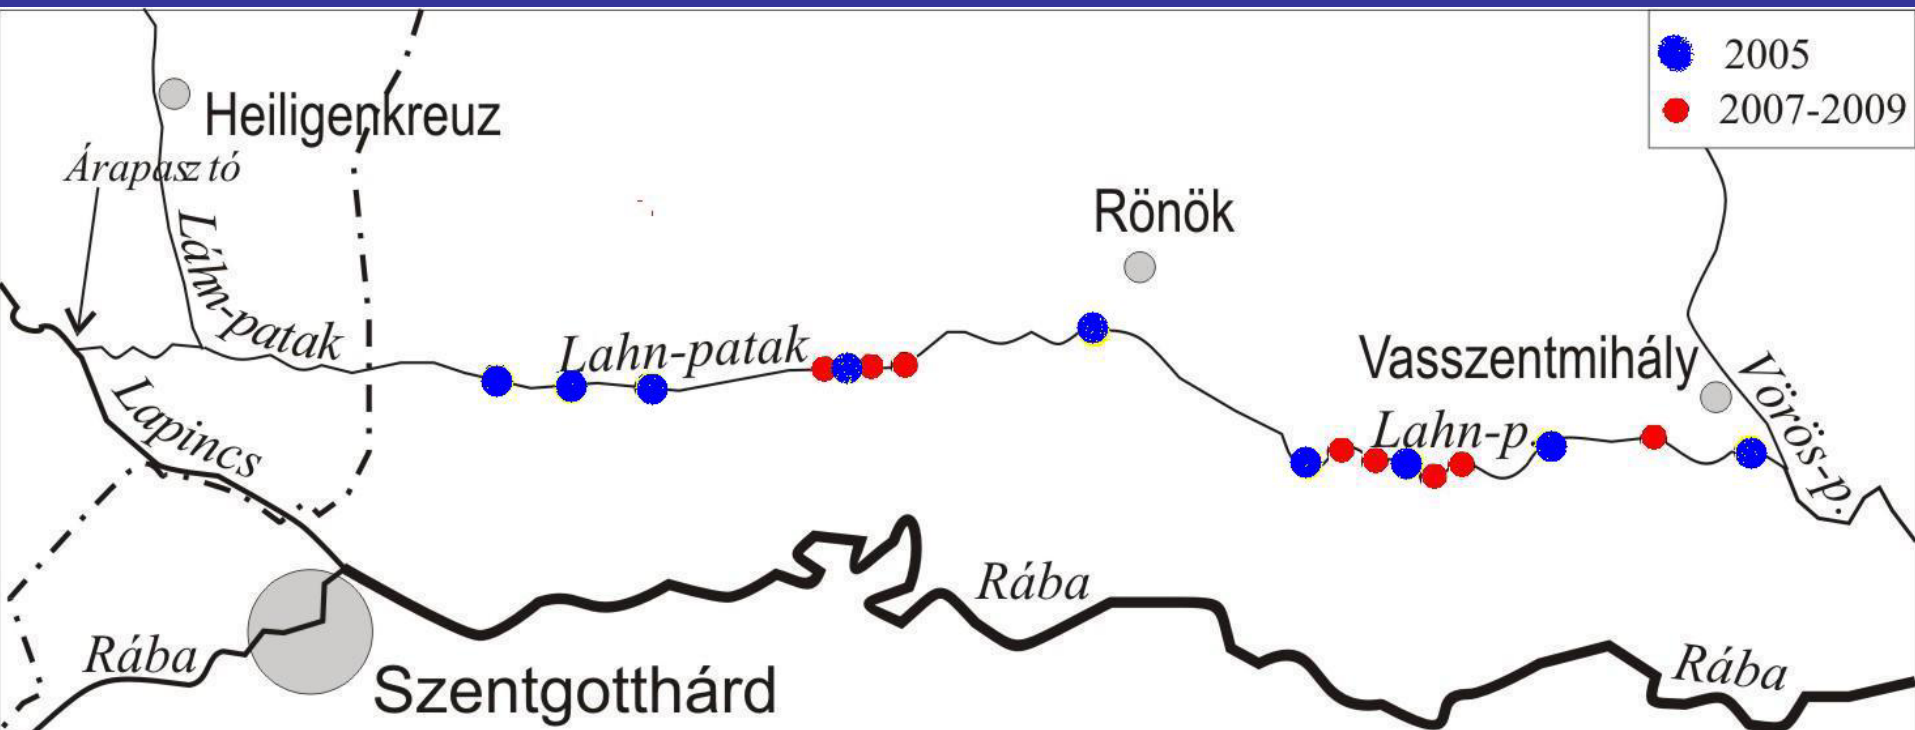 2005
2007-2009
Heiligenkreuz
Árapasztó
Rönök
Láhn-patak
Lahn-patak
Vasszentmihály
Vörös-p.
Lapincs
Lahn-p.
Rába
Rába
Rába
Szentgotthárd